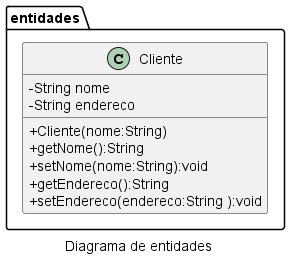 entidades
C Cliente
-String nome
-String endereco
+Cliente(nome:String)
+getNome():String
+setNome(nome:String):void
+getEndereco():String
+setEndereco(endereco:String ):void
Diagrama de entidades